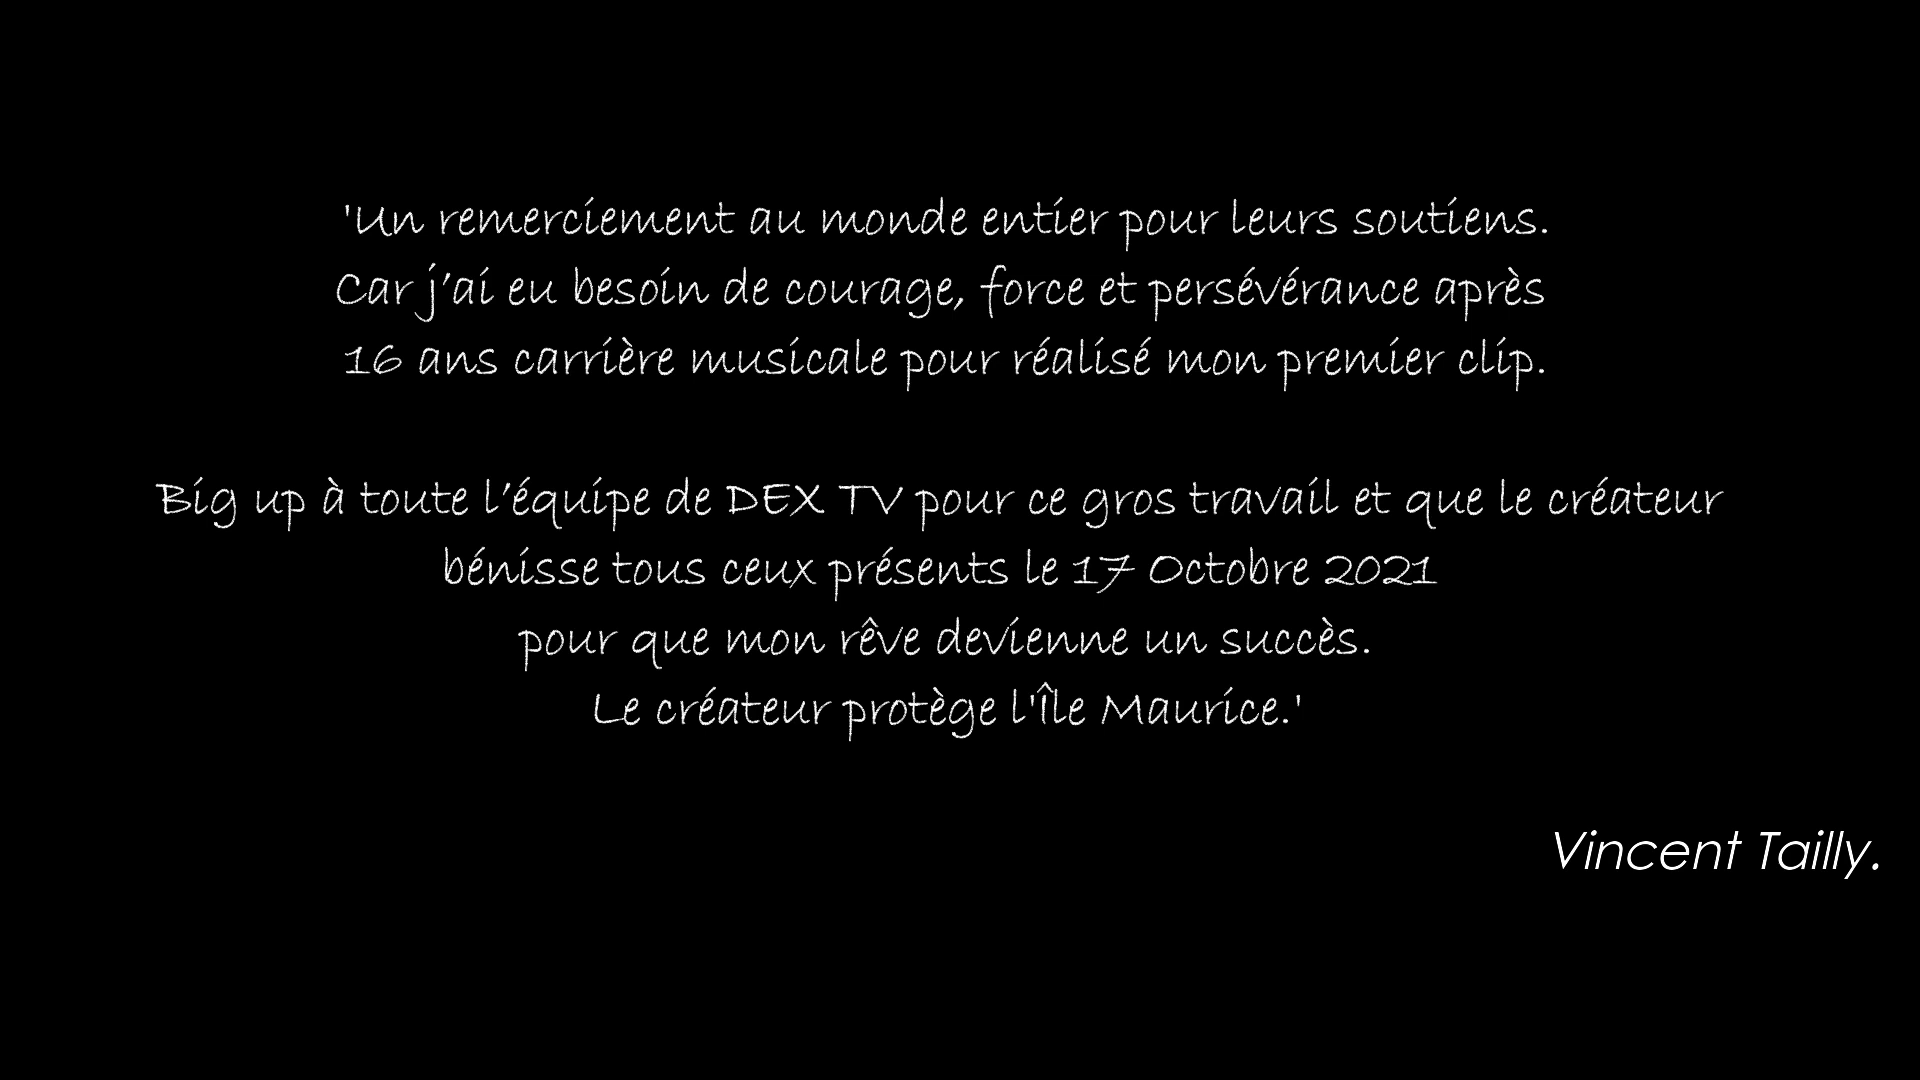 'Un remerciement au monde entier pour leurs soutiens.
Car j’ai eu besoin de courage, force et persévérance après
16 ans carrière musicale pour réalisé mon premier clip.
Big up à toute l’équipe de DEX TV pour ce gros travail et que le créateur
bénisse tous ceux présents le 17 Octobre 2021
pour que mon rêve devienne un succès.
Le créateur protège l'Île Maurice.'
Vincent Tailly.